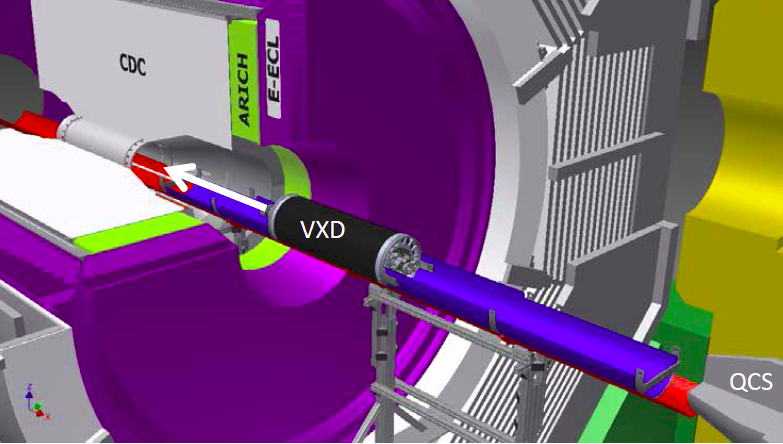 CDC
ARICH
E-ECL
VXD
QCS
z
x